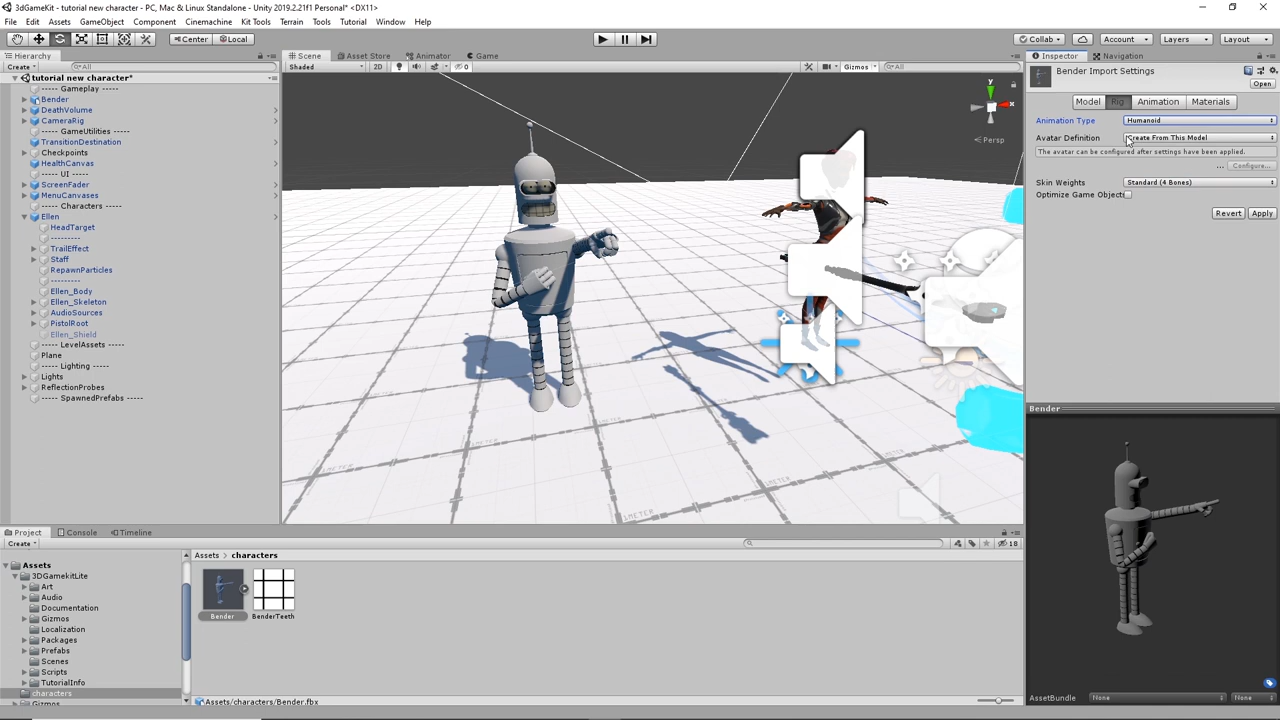 3dGameKit - tutorial new character - PC, Mac & Linux Standalone - Unity 2019.2.21f1 Personal* <DX11>
File Edit Assets GameObject Component Cinemachine Kit Tools Terrain Tools Tutorial Window Help
Center Local Collab Account Layers Layout
Hierarchy
Create All
tutorial new character*
----- Gameplay -----
Bender
DeathVolume
CameraRig
----- GameUtilities -----
TransitionDestination
Checkpoints
HealthCanvas
----- UI -----
ScreenFader
MenuCanvases
----- Characters -----
Ellen
HeadTarget
---------
TrailEffect
Staff
RepawnParticles
---------
Ellen_Body
Ellen_Skeleton
AudioSources
PistolRoot
Ellen_Shield
----- LevelAssets -----
Plane
----- Lighting -----
Lights
ReflectionProbes
----- SpawnedPrefabs -----
Scene Asset Store Animator Game
Shaded 2D 0 Gizmos All
y
x
Persp
METER
Inspector Navigation
Bender Import Settings
Open
Model Rig Animation Materials
Animation Type Humanoid
Avatar Definition Create From This Model
The avatar can be configured after settings have been applied.
... Configure...
Skin Weights Standard (4 Bones)
Optimize Game Objects
Revert Apply
Bender
AssetBundle None None
Project Console Timeline
Create 18
Assets
3DGamekitLite
Art
Audio
Documentation
Gizmos
Localization
Packages
Prefabs
Scenes
Scripts
TutorialInfo
characters
Gizmos
Assets > characters
Bender BenderTeeth
Assets/characters/Bender.fbx